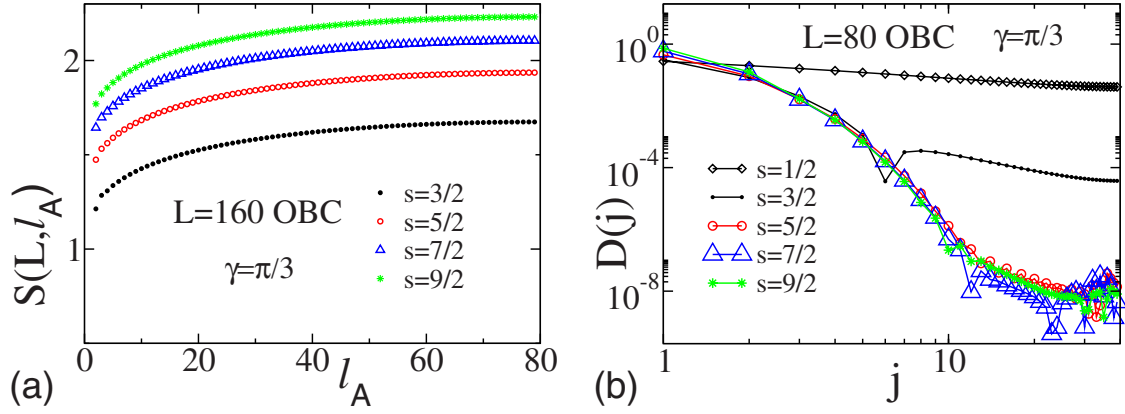 S(L,l_A)
2
1
L=160 OBC
γ=π/3
s=3/2
s=5/2
s=7/2
s=9/2
0 20 40 60 80
l_A
(a)
D(j)
10^0
10^-4
10^-8
L=80 OBC γ=π/3
s=1/2
s=3/2
s=5/2
s=7/2
s=9/2
1 10
j
(b)